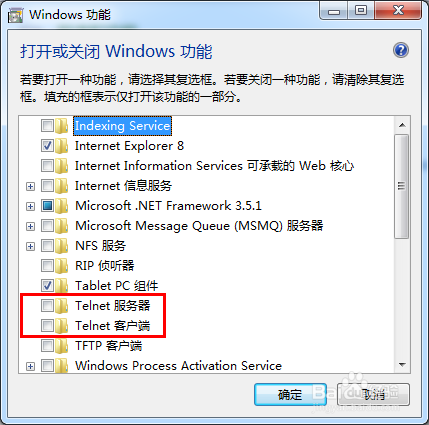 Windows 功能
打开或关闭 Windows 功能
若要打开一种功能，请选择其复选框。若要关闭一种功能，请清除其复选
框。填充的框表示仅打开该功能的一部分。
Indexing Service
Internet Explorer 8
Internet Information Services 可承载的 Web 核心
Internet 信息服务
Microsoft .NET Framework 3.5.1
Microsoft Message Queue (MSMQ) 服务器
NFS 服务
RIP 侦听器
Tablet PC 组件
Telnet 服务器
Telnet 客户端
TFTP 客户端
Windows Process Activation Service
确定
取消